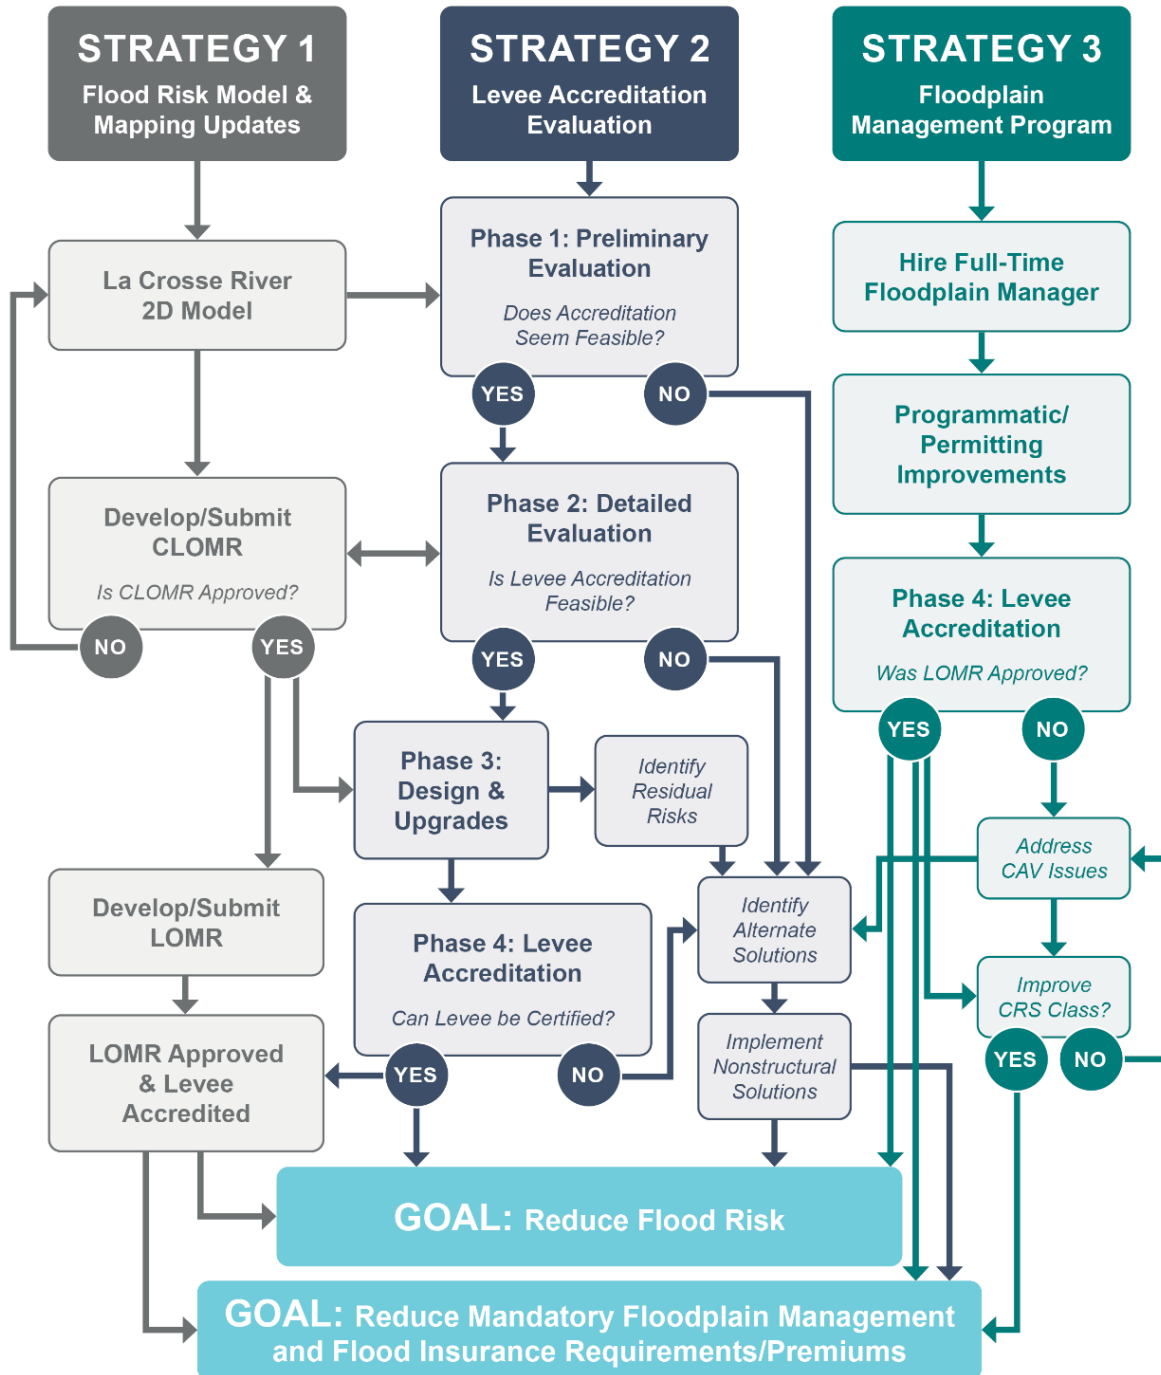 STRATEGY 1
Flood Risk Model &
Mapping Updates
La Crosse River
2D Model
Develop/Submit
CLOMR
Is CLOMR Approved?
NO
YES
Develop/Submit
LOMR
LOMR Approved
& Levee
Accredited
STRATEGY 2
Levee Accreditation
Evaluation
Phase 1: Preliminary
Evaluation
Does Accreditation
Seem Feasible?
YES
NO
Phase 2: Detailed
Evaluation
Is Levee Accreditation
Feasible?
YES
NO
Phase 3:
Design &
Upgrades
Identify
Residual
Risks
Phase 4: Levee
Accreditation
Can Levee be Certified?
YES
NO
Identify
Alternate
Solutions
Implement
Nonstructural
Solutions
STRATEGY 3
Floodplain
Management Program
Hire Full-Time
Floodplain Manager
Programmatic/
Permitting
Improvements
Phase 4: Levee
Accreditation
Was LOMR Approved?
YES
NO
Address
CAV Issues
Improve
CRS Class?
YES
NO
GOAL: Reduce Flood Risk
GOAL: Reduce Mandatory Floodplain Management
and Flood Insurance Requirements/Premiums